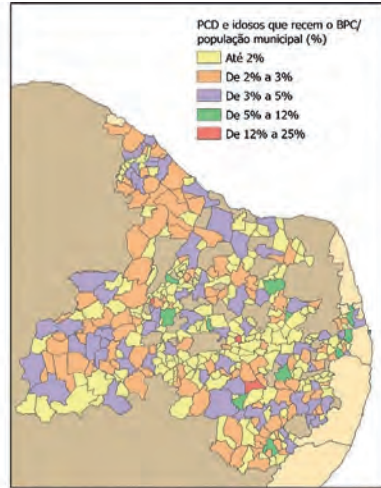 PCD e idosos que recem o BPC/
população municipal (%)
Até 2%
De 2% a 3%
De 3% a 5%
De 5% a 12%
De 12% a 25%